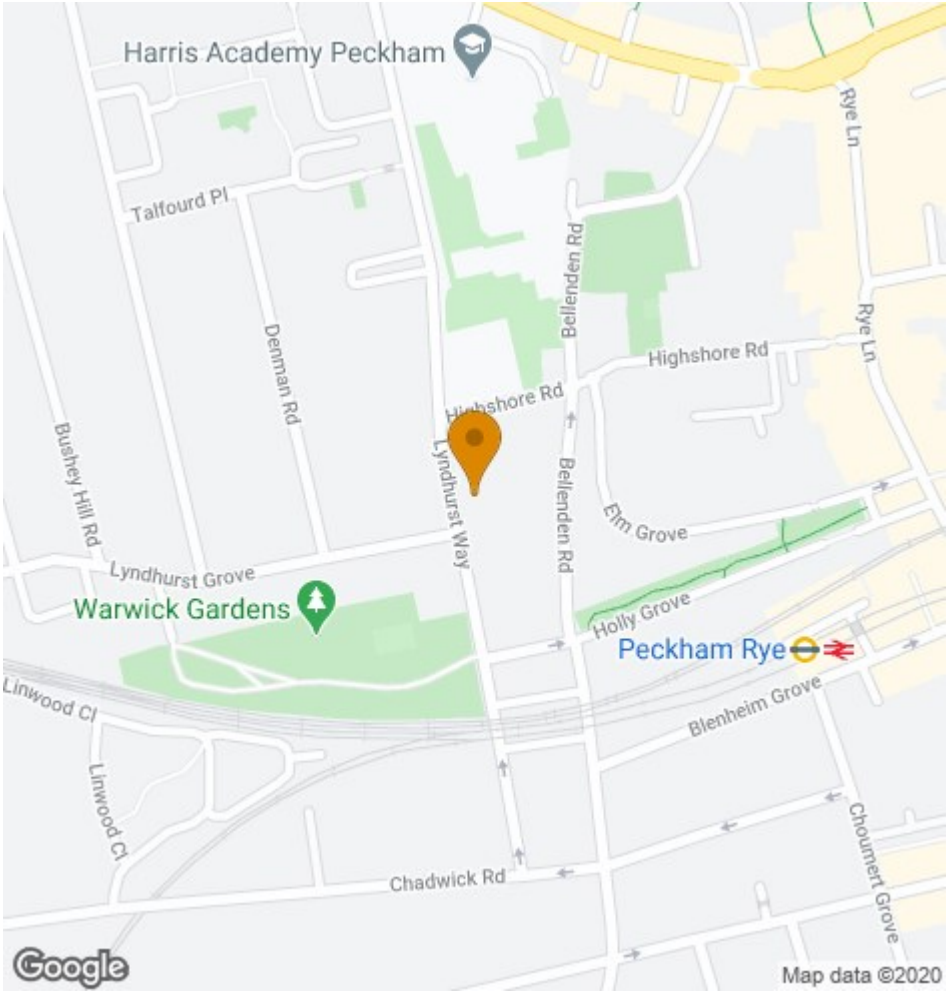 Harris Academy Peckham
Rye Ln
Talfourd Pl
Bellenden Rd
Rye Ln
Denman Rd
Highshore Rd
Highshore Rd
Bushey Hill Rd
Lyndhurst Way
Bellenden Rd
Elm Grove
Lyndhurst Grove
Warwick Gardens
Holly Grove
Peckham Rye
Linwood Cl
Blenheim Grove
Linwood Cl
Choumert Grove
Chadwick Rd
Google
Map data ©2020